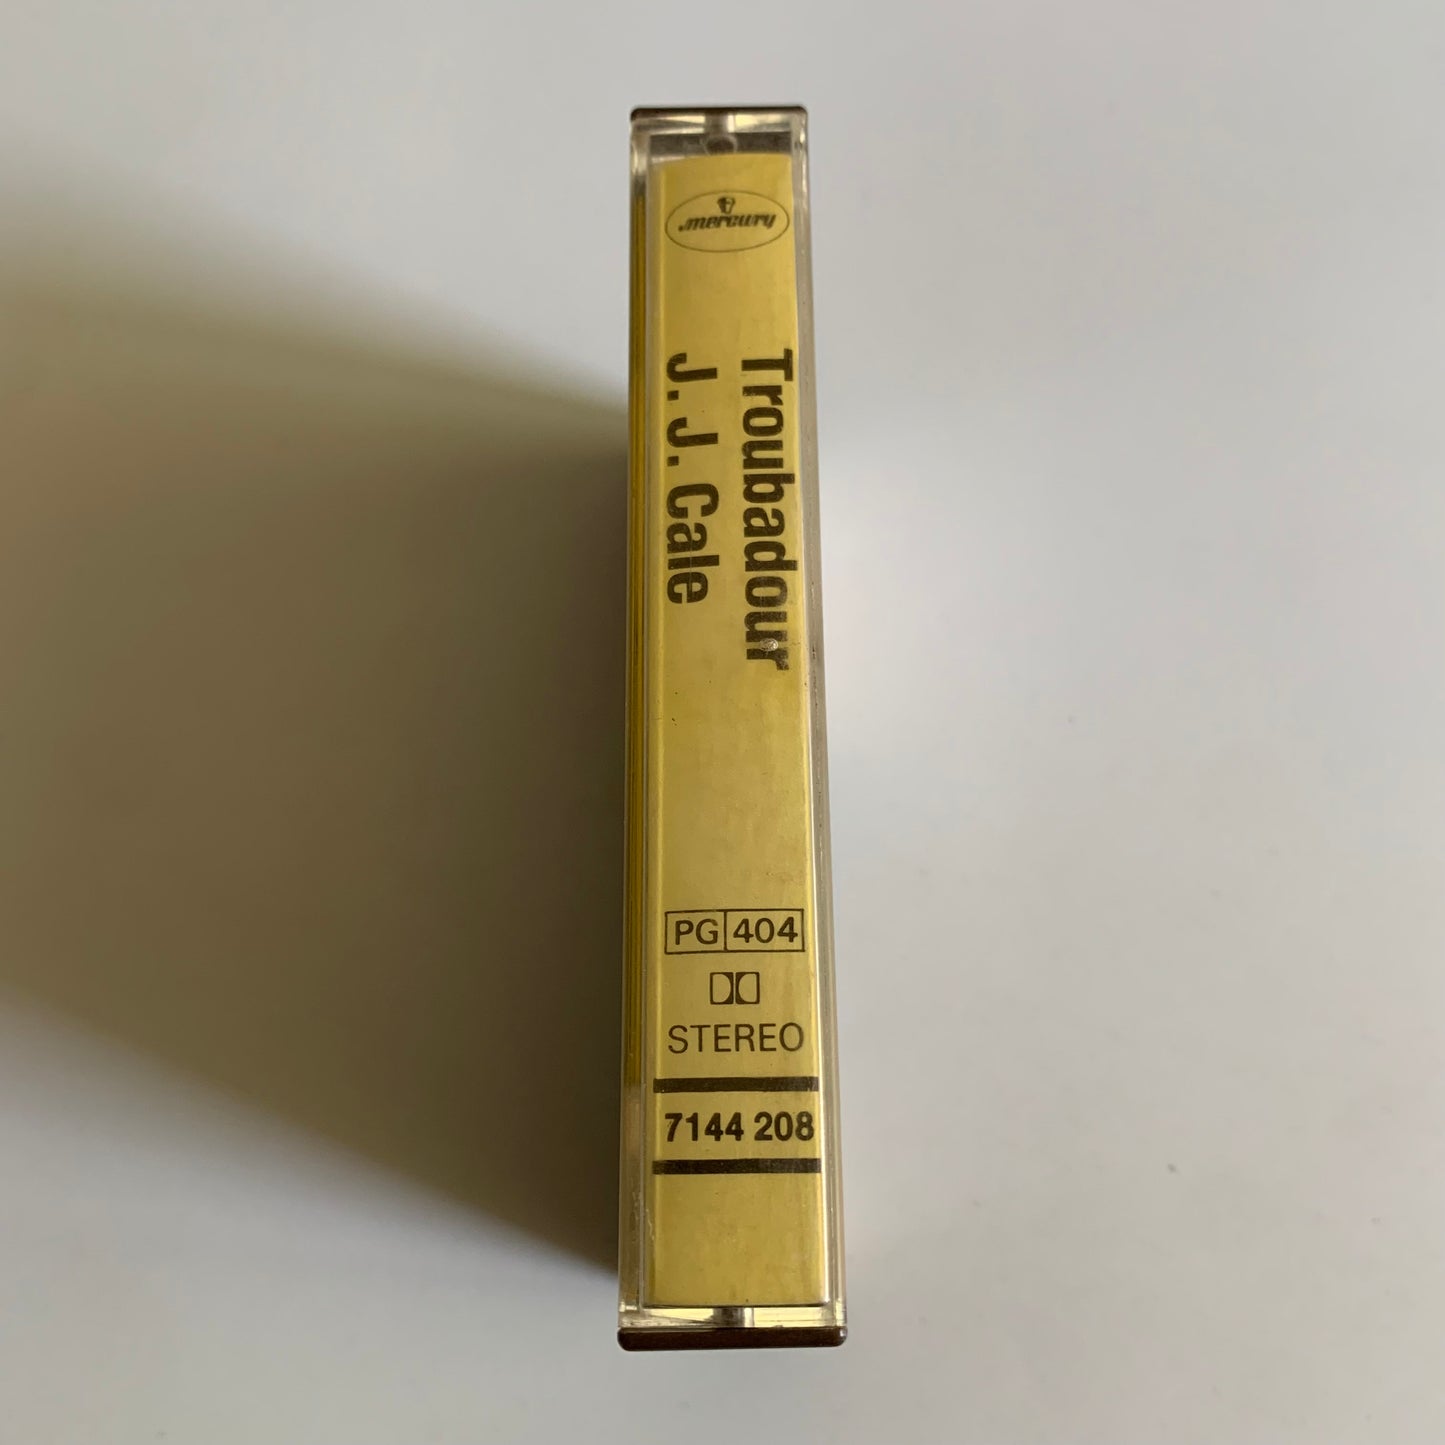 mercury
Troubadour
J. J. Cale
PG 404
STEREO
7144 208